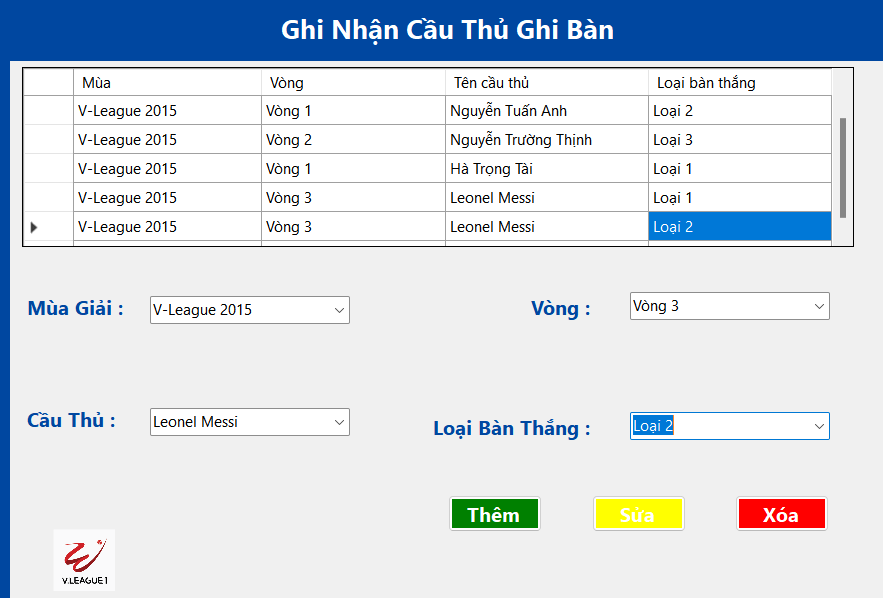 Ghi Nhận Cầu Thủ Ghi Bàn
Mùa Vòng Tên cầu thủ Loại bàn thắng
V-League 2015 Vòng 1 Nguyễn Tuấn Anh Loại 2
V-League 2015 Vòng 2 Nguyễn Trường Thịnh Loại 3
V-League 2015 Vòng 1 Hà Trọng Tài Loại 1
V-League 2015 Vòng 3 Leonel Messi Loại 1
V-League 2015 Vòng 3 Leonel Messi Loại 2
Mùa Giải : V-League 2015 Vòng : Vòng 3
Cầu Thủ : Leonel Messi Loại Bàn Thắng : Loại 2
Thêm Sửa Xóa
V.LEAGUE 1